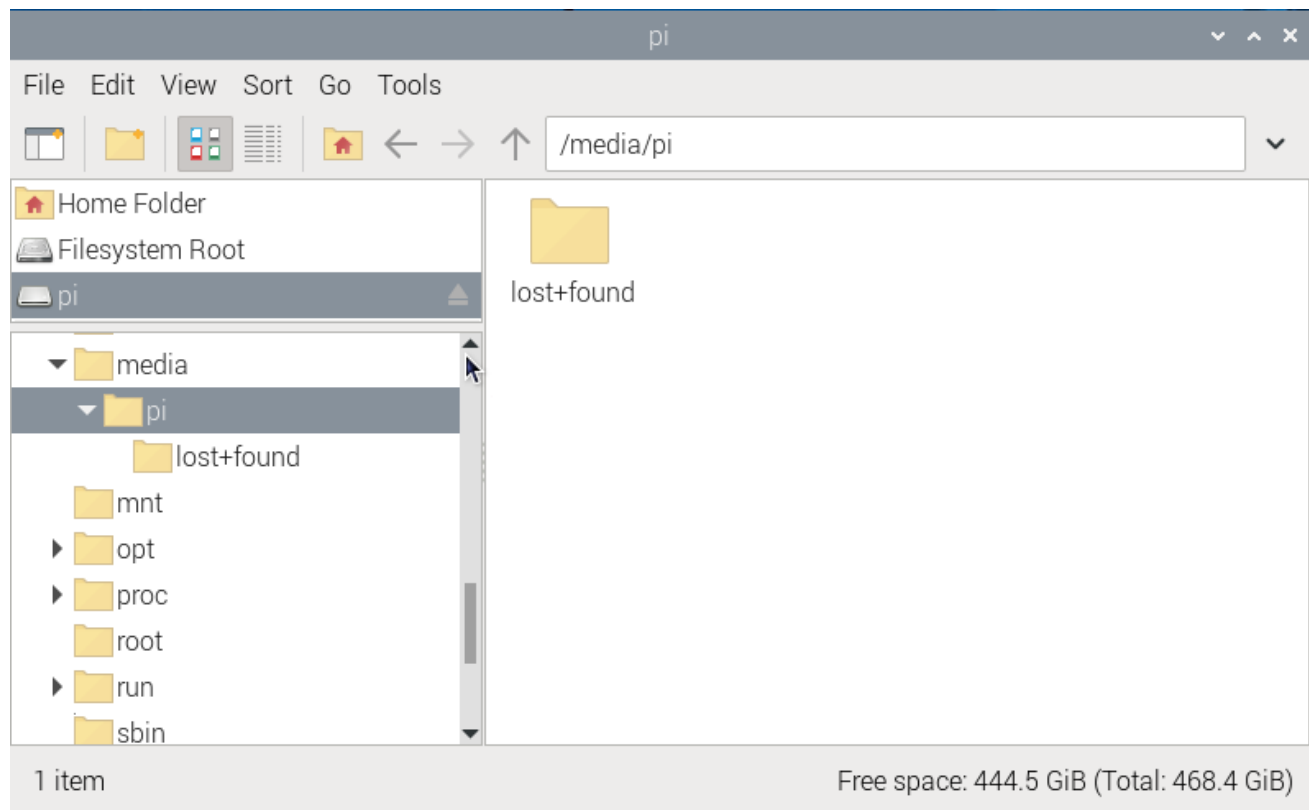 pi
File Edit View Sort Go Tools
/media/pi
Home Folder
Filesystem Root
pi
media
pi
lost+found
mnt
opt
proc
root
run
sbin
lost+found
1 item
Free space: 444.5 GiB (Total: 468.4 GiB)